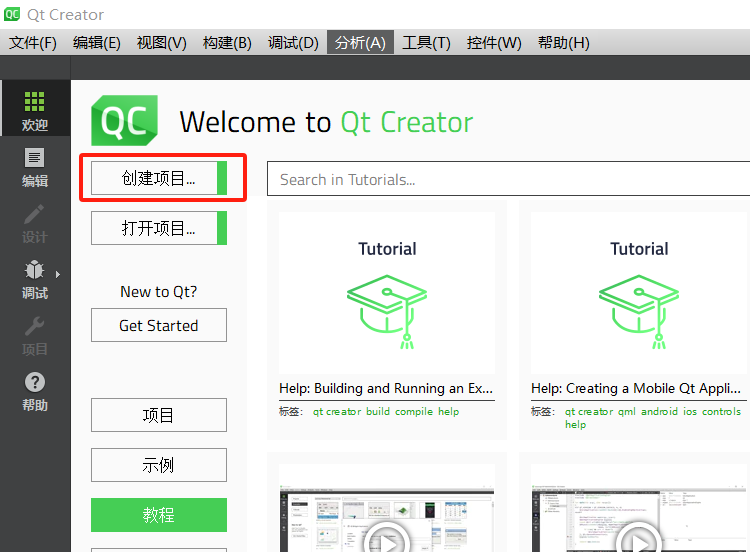 QC Qt Creator
文件(F) 编辑(E) 视图(V) 构建(B) 调试(D) 分析(A) 工具(T) 控件(W) 帮助(H)
欢迎
编辑
设计
调试
项目
帮助
QC Welcome to Qt Creator
创建项目...
打开项目...
New to Qt?
Get Started
项目
示例
教程
Search in Tutorials...
Tutorial
Help: Building and Running an Ex...
标签: qt creator build compile help
Tutorial
Help: Creating a Mobile Qt Appli...
标签: qt creator qml android ios controls
help